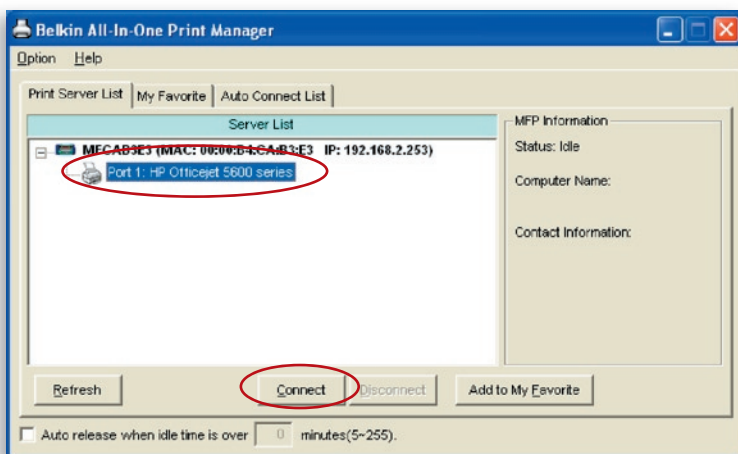 Belkin All-In-One Print Manager
Option Help
Print Server List My Favorite Auto Connect List
Server List
MFCAB3E3 (MAC: 00:00:B4:CA:B3:E3 IP: 192.168.2.253)
Port 1: HP Officejet 5600 series
MFP Information
Status: Idle
Computer Name:
Contact Information:
Refresh Connect Disconnect Add to My Favorite
Auto release when idle time is over 0 minutes(5~255).